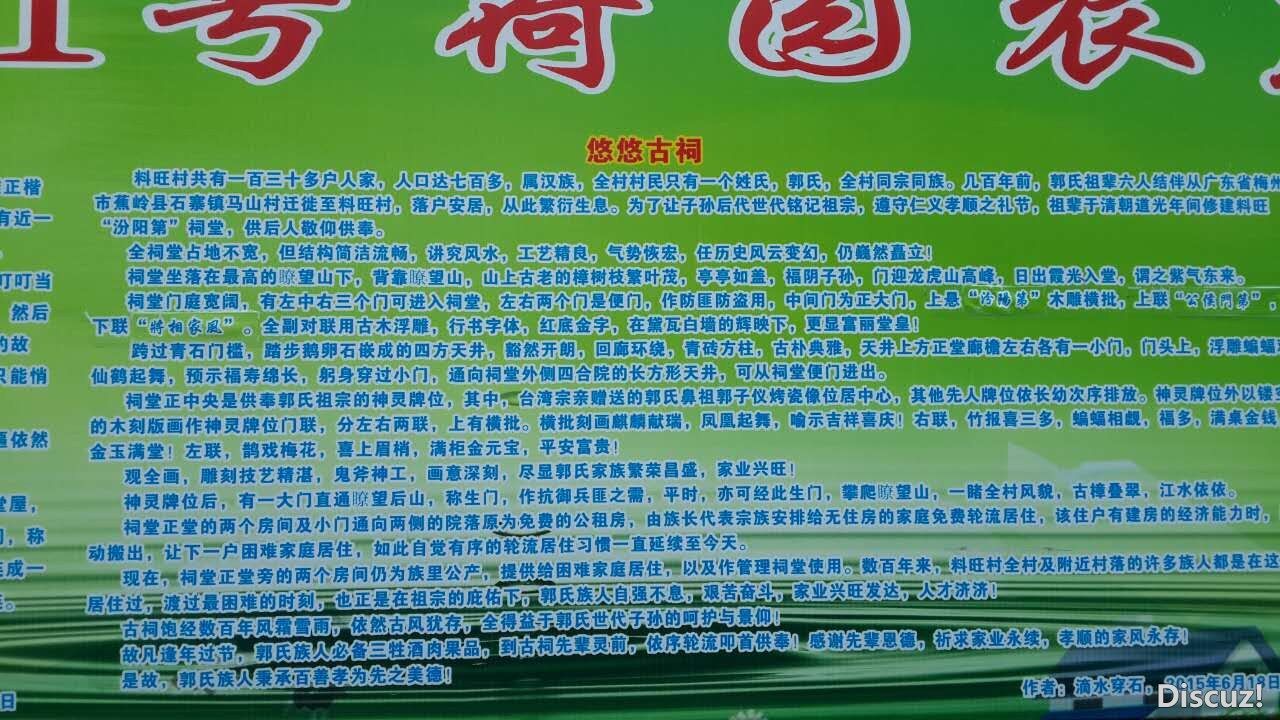 1号荷园农
悠悠古祠
正楷
有近一
叮当
然后
的故
只能悄
依然
堂屋，
，称
连成一
日
料旺村共有一百三十多户人家，人口达七百多，属汉族，全村村民只有一个姓氏，郭氏，全村同宗同族。几百年前，郭氏祖辈六人结伴从广东省梅州
市蕉岭县石寨镇马山村迁徙至料旺村，落户安居，从此繁衍生息。为了让子孙后代世代铭记祖宗，遵守仁义孝顺之礼节，祖辈于清朝道光年间修建料旺
“汾阳第”祠堂，供后人敬仰供奉。
全祠堂占地不宽，但结构简洁流畅，讲究风水，工艺精良，气势恢宏，任历史风云变幻，仍巍然矗立！
祠堂坐落在最高的瞭望山下，背靠瞭望山，山上古老的樟树枝繁叶茂，亭亭如盖，福阴子孙，门迎龙虎山高峰，日出霞光入堂，谓之紫气东来。
祠堂门庭宽阔，有左中右三个门可进入祠堂，左右两个门是便门，作防匪防盗用，中间门为正大门，上悬“汾陽第”木雕横批，上联“公侯門第”，
下联“將相家風”。全副对联用古木浮雕，行书字体，红底金字，在黛瓦白墙的辉映下，更显富丽堂皇！
跨过青石门槛，踏步鹅卵石嵌成的四方天井，豁然开朗，回廊环绕，青砖方柱，古朴典雅，天井上方正堂廊檐左右各有一小门，门头上，浮雕蝙蝠
仙鹤起舞，预示福寿绵长，躬身穿过小门，通向祠堂外侧四合院的长方形天井，可从祠堂便门进出。
祠堂正中央是供奉郭氏祖宗的神灵牌位，其中，台湾宗亲赠送的郭氏鼻祖郭子仪烤瓷像位居中心，其他先人牌位依长幼次序排放。神灵牌位外以镂
的木刻版画作神灵牌位门联，分左右两联，上有横批。横批刻画麒麟献瑞，凤凰起舞，喻示吉祥喜庆！右联，竹报喜三多，蝙蝠相觑，福多，满桌金钱
金玉满堂！左联，鹊戏梅花，喜上眉梢，满柜金元宝，平安富贵！
观全画，雕刻技艺精湛，鬼斧神工，画意深刻，尽显郭氏家族繁荣昌盛，家业兴旺！
神灵牌位后，有一大门直通瞭望后山，称生门，作抗御兵匪之需，平时，亦可经此生门，攀爬瞭望山，一睹全村风貌，古樟叠翠，江水依依。
祠堂正堂的两个房间及小门通向两侧的院落原为免费的公租房，由族长代表宗族安排给无住房的家庭免费轮流居住，该住户有建房的经济能力时，
动搬出，让下一户困难家庭居住，如此自觉有序的轮流居住习惯一直延续至今天。
现在，祠堂正堂旁的两个房间仍为族里公产，提供给困难家庭居住，以及作管理祠堂使用。数百年来，料旺村全村及附近村落的许多族人都是在这
居住过，渡过最困难的时刻，也正是在祖宗的庇佑下，郭氏族人自强不息，艰苦奋斗，家业兴旺发达，人才济济！
古祠饱经数百年风霜雪雨，依然古风犹存，全得益于郭氏世代子孙的呵护与景仰！
故凡逢年过节，郭氏族人必备三牲酒肉果品，到古祠先辈灵前，依序轮流叩首供奉！感谢先辈恩德，祈求家业永续，孝顺的家风永存！
是故，郭氏族人秉承百善孝为先之美德！
作者：滴水穿石。2015年6月18日
Discuz!